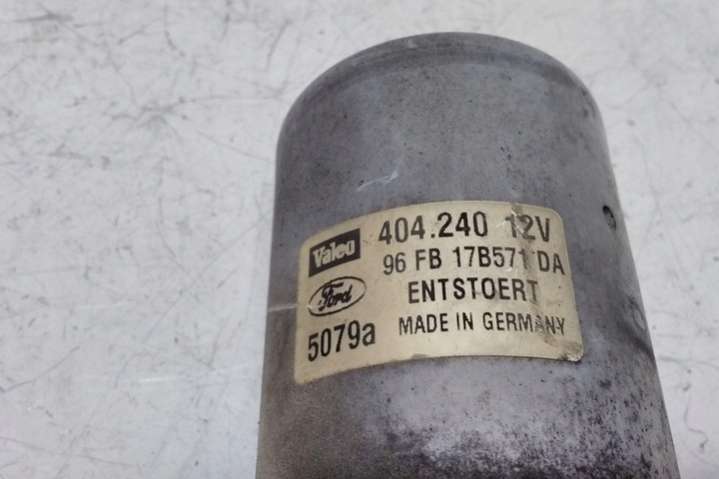 Valeo 404.240 12V
96 FB 17B571 DA
Ford ENTSTOERT
5079a MADE IN GERMANY